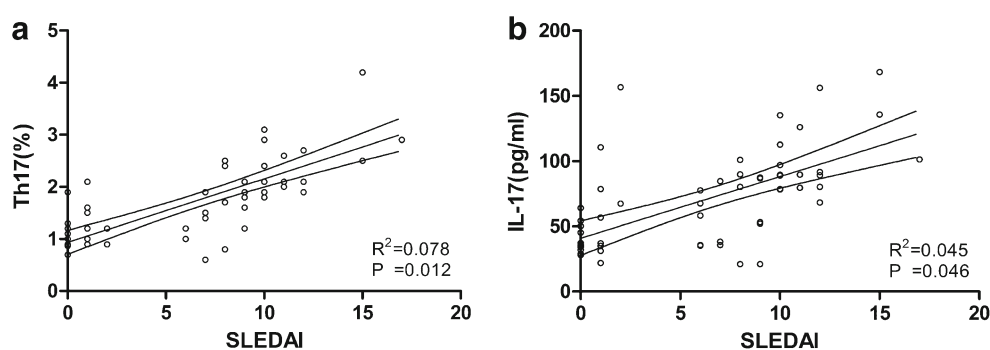 a
5
4
3
2
1
0
Th17(%)
0 5 10 15 20
SLEDAI
R²=0.078
P =0.012
b
200
150
100
50
0
IL-17(pg/ml)
0 5 10 15 20
SLEDAI
R²=0.045
P =0.046